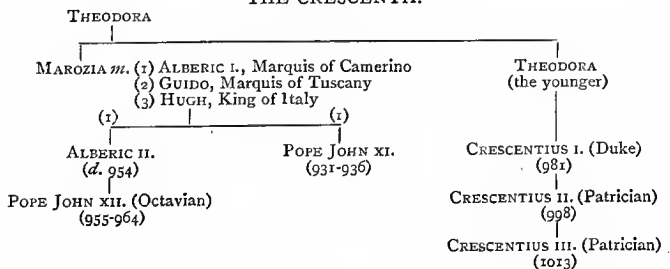 THE CRESCENTII.
THEODORA
MAROZIA m. (1) ALBERIC I., Marquis of Camerino
(2) GUIDO, Marquis of Tuscany
(3) HUGH, King of Italy
THEODORA
(the younger)
(1) (1)
ALBERIC II.
(d. 954)
POPE JOHN XI.
(931-936)
CRESCENTIUS I. (Duke)
(981)
POPE JOHN XII. (Octavian)
(955-964)
CRESCENTIUS II. (Patrician)
(998)
CRESCENTIUS III. (Patrician)
(1013)